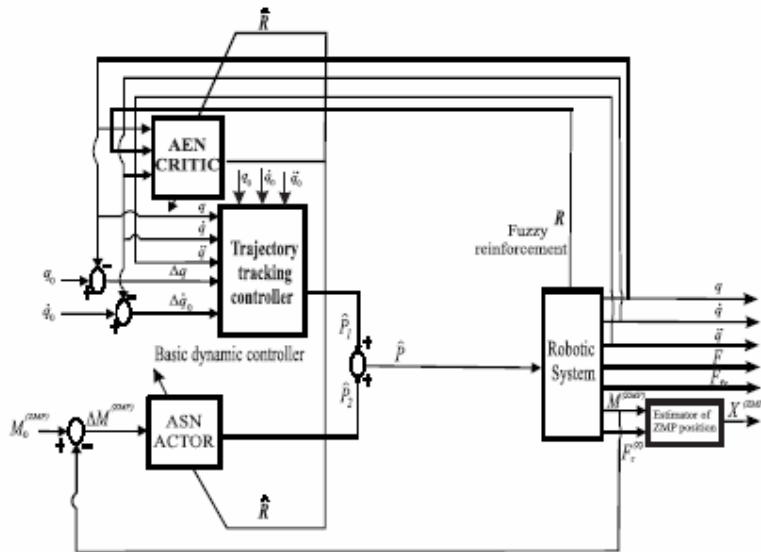 R̂
AEN
CRITIC
q₀ q̇₀ q̈₀
R
Fuzzy
reinforcement
q
q̇
q̈
Trajectory
tracking
controller
q₀
Δq
q̇₀
Δq̇₀
P̂₁
Basic dynamic controller
P̂
P̂₂
Robotic
System
q
q̇
q̈
F
M⁽ᶻᴹᴾ⁾
Estimator of
ZMP position
M₀⁽ᶻᴹᴾ⁾
ΔM⁽ᶻᴹᴾ⁾
ASN
ACTOR
R̂